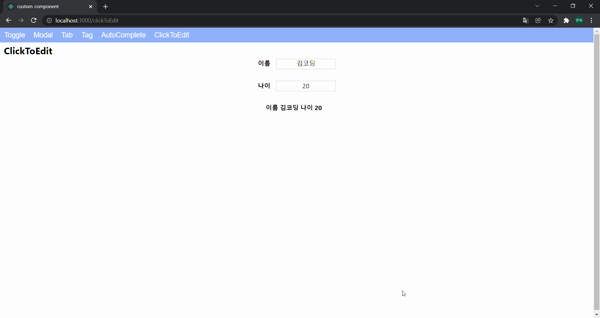 custom component
localhost:3000/clickToEdit
Toggle Modal Tab Tag AutoComplete ClickToEdit
ClickToEdit
이름 김코딩
나이 20
이름 김코딩 나이 20